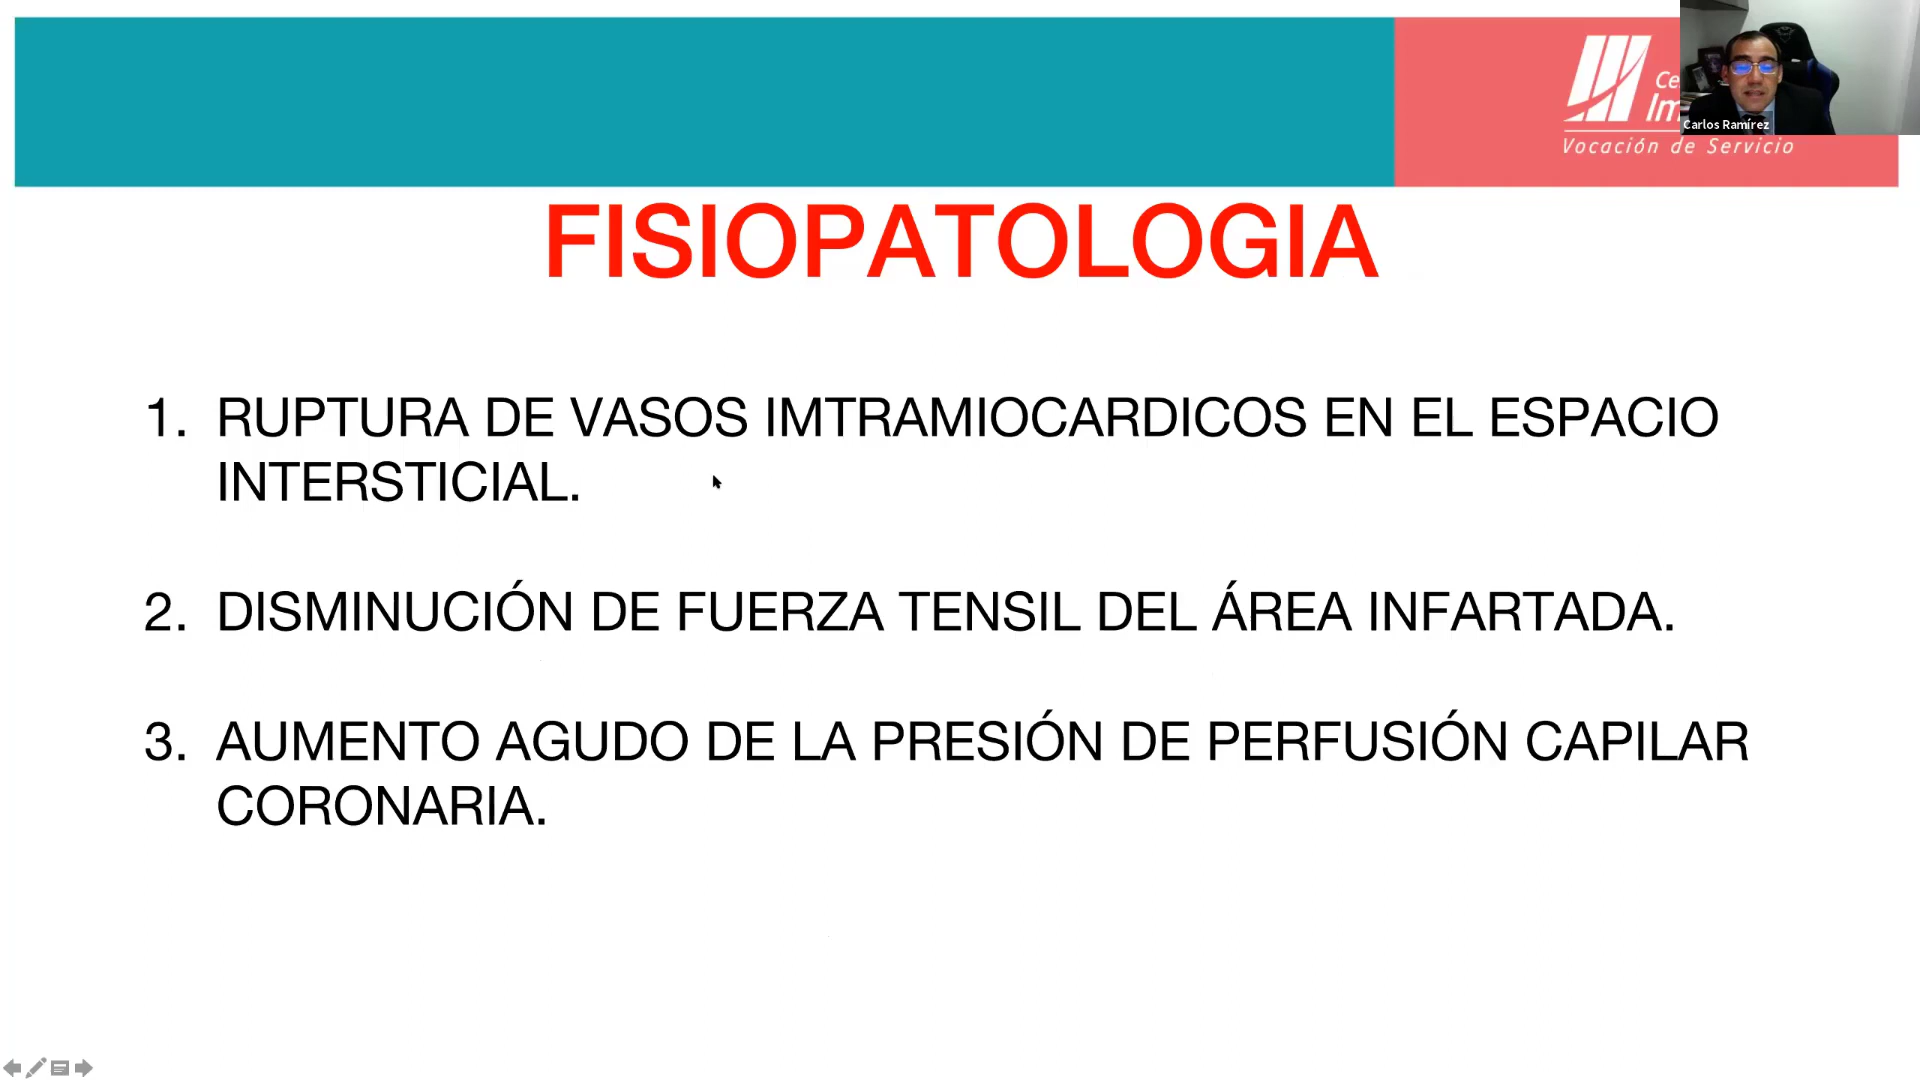 Ce
Im
Vocación de Servicio
Carlos Ramírez
FISIOPATOLOGIA
1. RUPTURA DE VASOS IMTRAMIOCARDICOS EN EL ESPACIO
INTERSTICIAL.
2. DISMINUCIÓN DE FUERZA TENSIL DEL ÁREA INFARTADA.
3. AUMENTO AGUDO DE LA PRESIÓN DE PERFUSIÓN CAPILAR
CORONARIA.